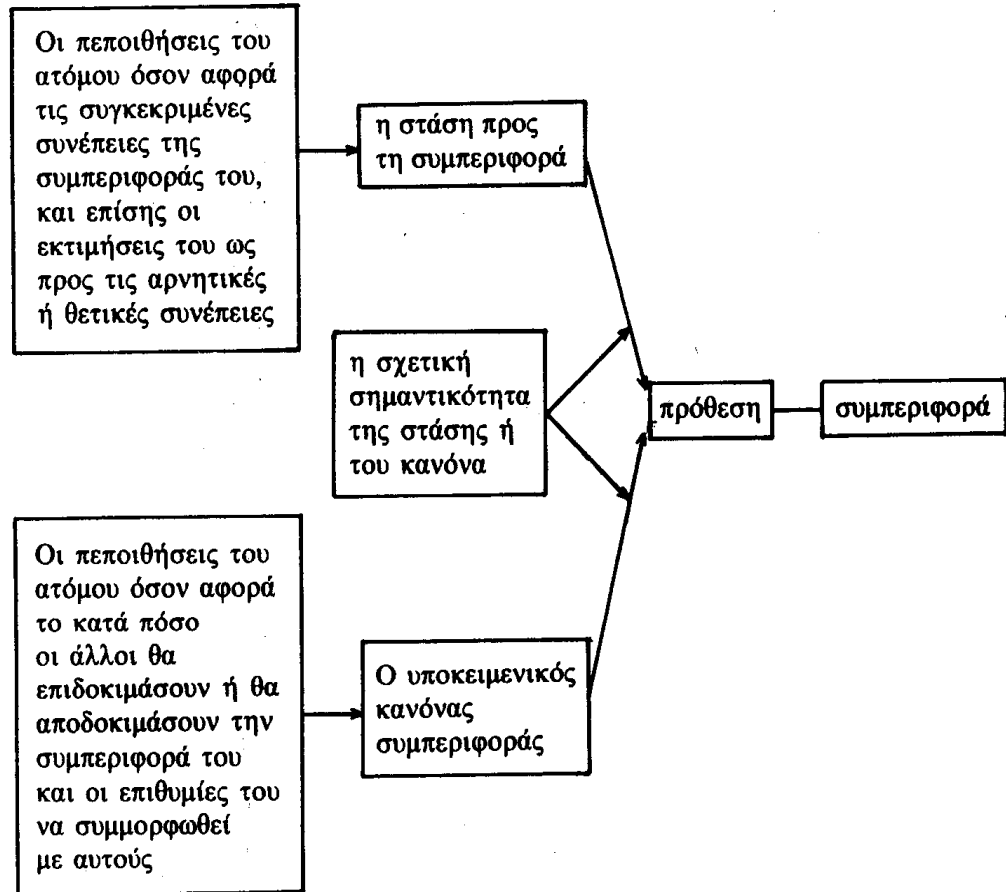 Οι πεποιθήσεις του
ατόμου όσον αφορά
τις συγκεκριμένες
συνέπειες της
συμπεριφοράς του,
και επίσης οι
εκτιμήσεις του ως
προς τις αρνητικές
ή θετικές συνέπειες
η στάση προς
τη συμπεριφορά
η σχετική
σημαντικότητα
της στάσης ή
του κανόνα
πρόθεση
συμπεριφορά
Οι πεποιθήσεις του
ατόμου όσον αφορά
το κατά πόσο
οι άλλοι θα
επιδοκιμάσουν ή θα
αποδοκιμάσουν την
συμπεριφορά του
και οι επιθυμίες του
να συμμορφωθεί
με αυτούς
Ο υποκειμενικός
κανόνας
συμπεριφοράς